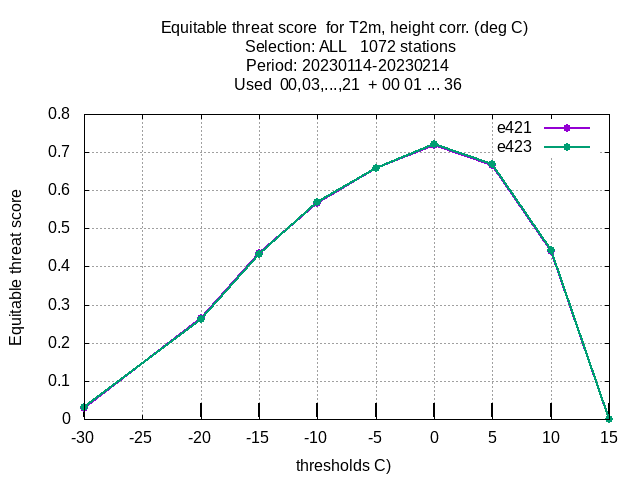 Equitable threat score  for T2m, height corr. (deg C)
Selection: ALL   1072 stations
Period: 20230114-20230214
Used  00,03,...,21  + 00 01 ... 36
e421
e423
Equitable threat score
0.8
0.7
0.6
0.5
0.4
0.3
0.2
0.1
0
-30 -25 -20 -15 -10 -5 0 5 10 15
thresholds C)